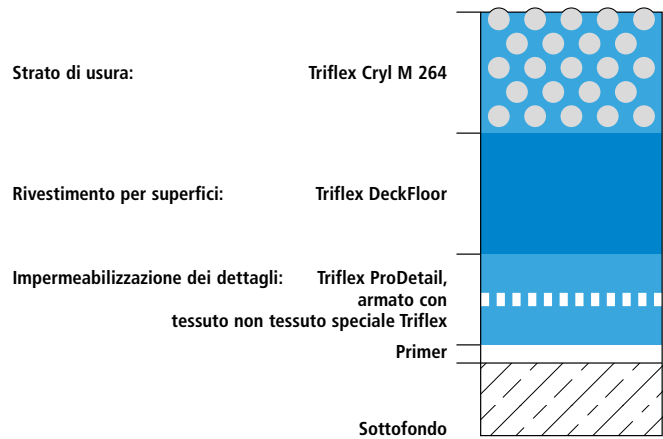 Strato di usura: Triflex Cryl M 264
Rivestimento per superfici: Triflex DeckFloor
Impermeabilizzazione dei dettagli: Triflex ProDetail,
armato con
tessuto non tessuto speciale Triflex
Primer
Sottofondo